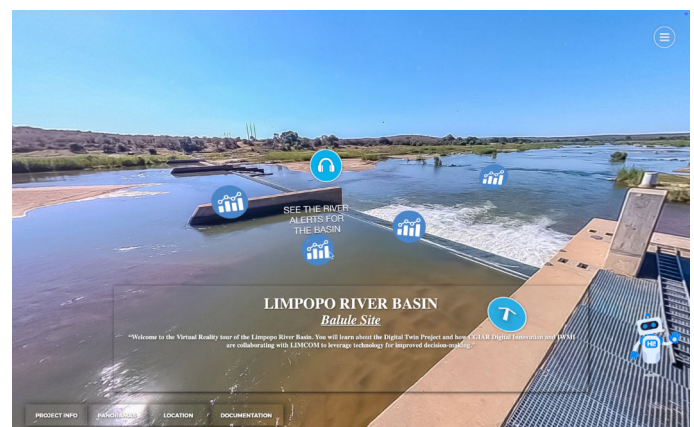 SEE THE RIVER
ALERTS FOR
THE BASIN
LIMPOPO RIVER BASIN
Balule Site
“Welcome to the Virtual Reality tour of the Limpopo River Basin. You will learn about the Digital Twin Project and how CGIAR Digital Innovation and IWMI
are collaborating with LIMCOM to leverage technology for improved decision-making.”
Hi!
PROJECT INFO PANORAMAS LOCATION DOCUMENTATION